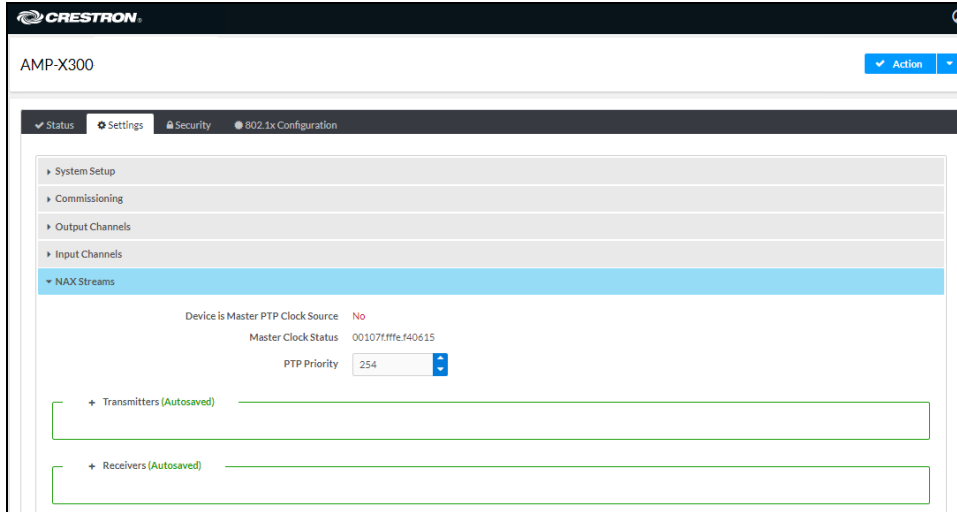 CRESTRON.
AMP-X300
Action
Status Settings Security 802.1x Configuration
System Setup
Commissioning
Output Channels
Input Channels
NAX Streams
Device is Master PTP Clock Source No
Master Clock Status 00107f.fffe.f40615
PTP Priority 254
+ Transmitters (Autosaved)
+ Receivers (Autosaved)